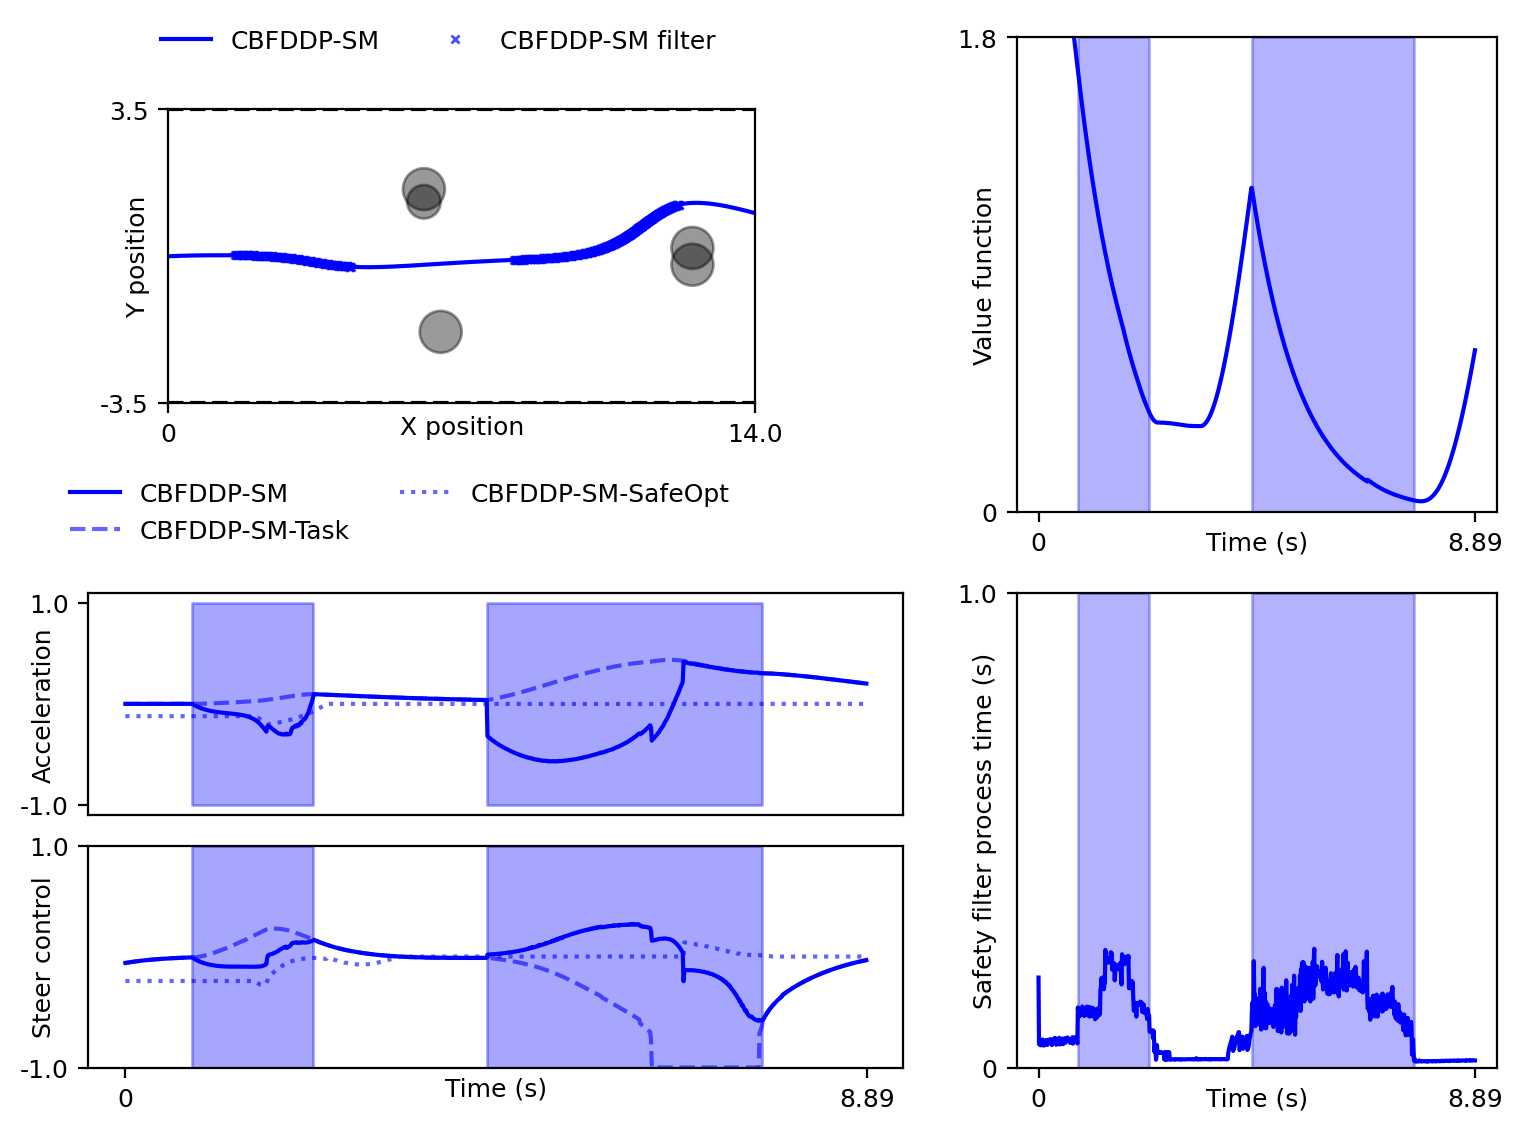 CBFDDP-SM
CBFDDP-SM filter
3.5
Y position
-3.5
0
X position
14.0
1.8
Value function
0
0
Time (s)
8.89
CBFDDP-SM
CBFDDP-SM-SafeOpt
CBFDDP-SM-Task
1.0
Acceleration
-1.0
1.0
Steer control
-1.0
0
Time (s)
8.89
1.0
Safety filter process time (s)
0
0
Time (s)
8.89